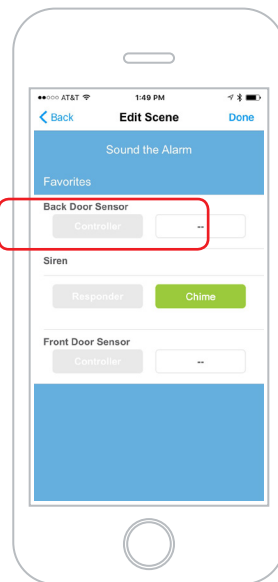 AT&T 1:49 PM
Back Edit Scene Done
Sound the Alarm
Favorites
Back Door Sensor
Controller --
Siren
Responder Chime
Front Door Sensor
Controller --